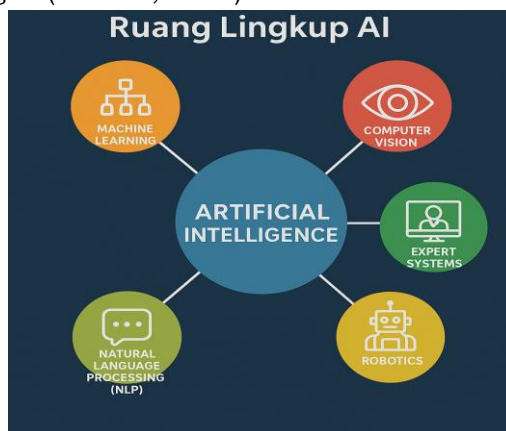 Ruang Lingkup AI
MACHINE
LEARNING
COMPUTER
VISION
ARTIFICIAL
INTELLIGENCE
EXPERT
SYSTEMS
NATURAL
LANGUAGE
PROCESSING
(NLP)
ROBOTICS